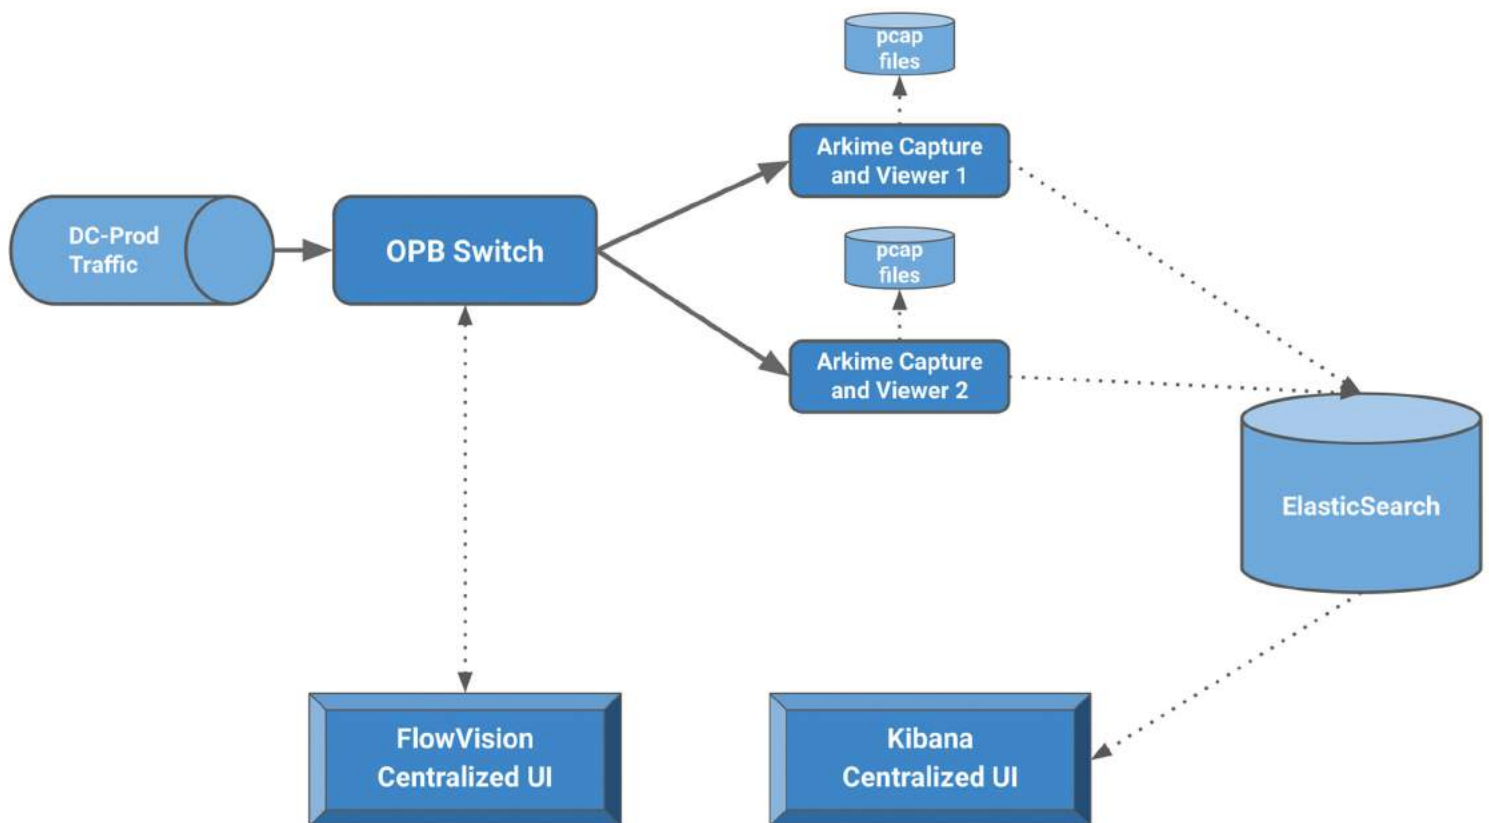 pcap
files
Arkime Capture
and Viewer 1
DC-Prod
Traffic
OPB Switch
pcap
files
Arkime Capture
and Viewer 2
ElasticSearch
FlowVision
Centralized UI
Kibana
Centralized UI